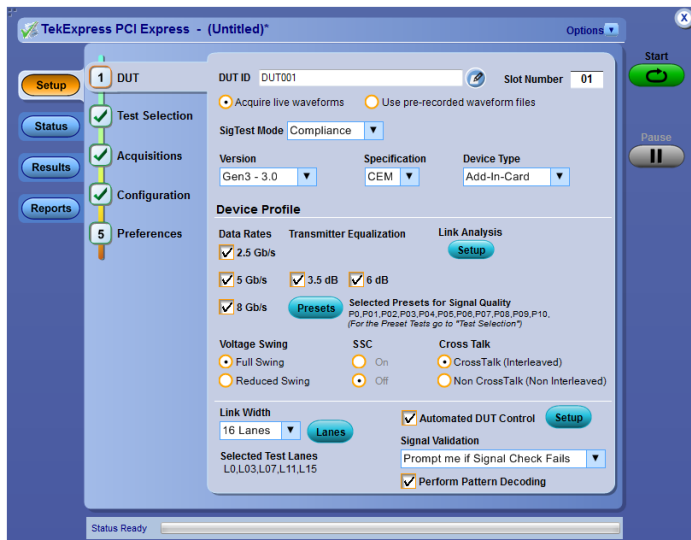 TekExpress PCI Express - (Untitled)*
Options
X
Start
Pause
Setup
Status
Results
Reports
1 DUT
Test Selection
Acquisitions
Configuration
5 Preferences
DUT ID DUT001
Slot Number 01
Acquire live waveforms
Use pre-recorded waveform files
SigTest Mode Compliance
Version Specification Device Type
Gen3 - 3.0 CEM Add-In-Card
Device Profile
Data Rates Transmitter Equalization Link Analysis
2.5 Gb/s Setup
5 Gb/s 3.5 dB 6 dB
8 Gb/s Presets
Selected Presets for Signal Quality
P0,P01,P02,P03,P04,P05,P06,P07,P08,P09,P10,
(For the Preset Tests go to "Test Selection")
Voltage Swing SSC Cross Talk
Full Swing On CrossTalk (Interleaved)
Reduced Swing Off Non CrossTalk (Non Interleaved)
Link Width
16 Lanes Lanes
Selected Test Lanes
L0,L03,L07,L11,L15
Automated DUT Control Setup
Signal Validation
Prompt me if Signal Check Fails
Perform Pattern Decoding
Status Ready